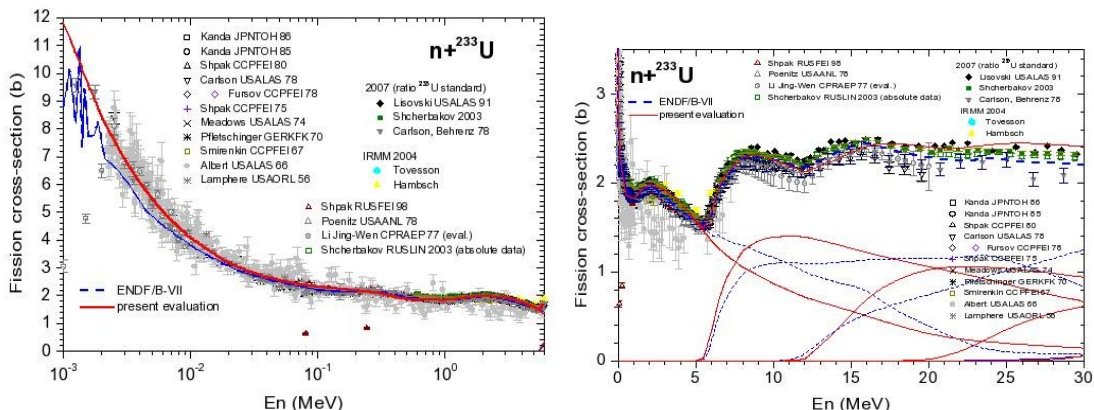 12
11
10
9
8
7
6
5
4
3
2
1
0
Fission cross-section (b)
n+233U
Kanda JPNTOH 86
Kanda JPNTOH 85
Shpak CCPFEI 80
Carlson USALAS 78
Fursov CCPFEI 78
Shpak CCPFEI 75
Meadows USALAS 74
Pfletschinger GERKFK 70
Smirenkin CCPFEI 67
Albert USALAS 66
Lamphere USAORL 56
2007 (ratio 235U standard)
Lisovski USALAS 91
Shcherbakov 2003
Carlson, Behrenz 78
IRMM 2004
Tovesson
Hambsch
Shpak RUSFEI 98
Poenitz USAANL 78
Li Jing-Wen CPRAEP 77 (eval.)
Shcherbakov RUSLIN 2003 (absolute data)
ENDF/B-VII
present evaluation
10-3
10-2
10-1
100
En (MeV)
3
2
1
0
Fission cross-section (b)
n+233U
Shpak RUSFEI 98
Poenitz USAANL 78
Li Jing-Wen CPRAEP 77 (eval.)
Shcherbakov RUSLIN 2003 (absolute data)
ENDF/B-VII
present evaluation
Lisovski USALAS 91
Shcherbakov 2003
Carlson, Behrenz 78
IRMM 2004
Tovesson
Hambsch
Kanda JPNTOH 86
Kanda JPNTOH 85
Shpak CCPFEI 80
Carlson USALAS 78
Fursov CCPFEI 78
Shpak CCPFEI 75
Meadows USALAS 74
Pfletschinger GERKFK 70
Smirenkin CCPFEI 67
Albert USALAS 66
Lamphere USAORL 56
0
5
10
15
20
25
30
En (MeV)